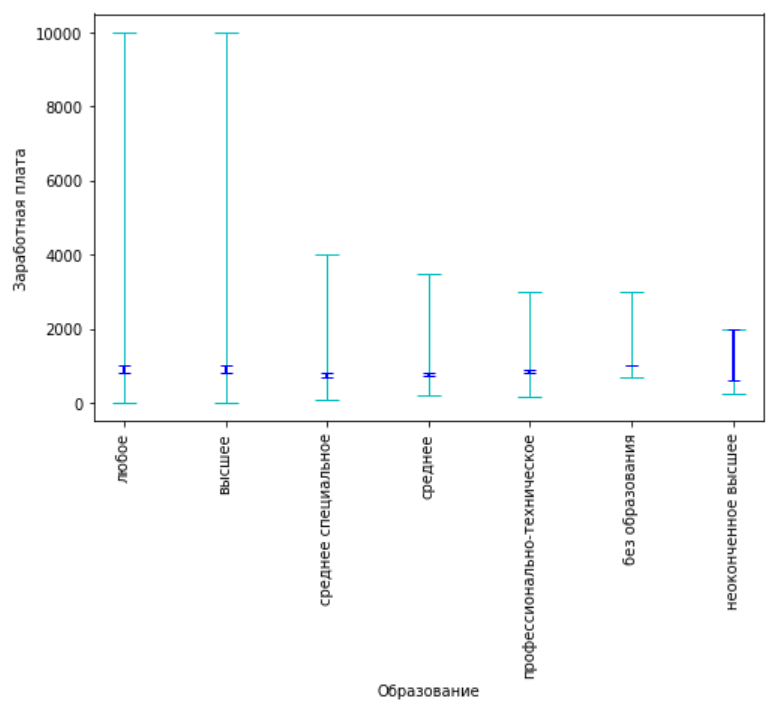 10000
8000
6000
4000
2000
0
Заработная плата
любое
высшее
среднее специальное
среднее
профессионально-техническое
без образования
неоконченное высшее
Образование